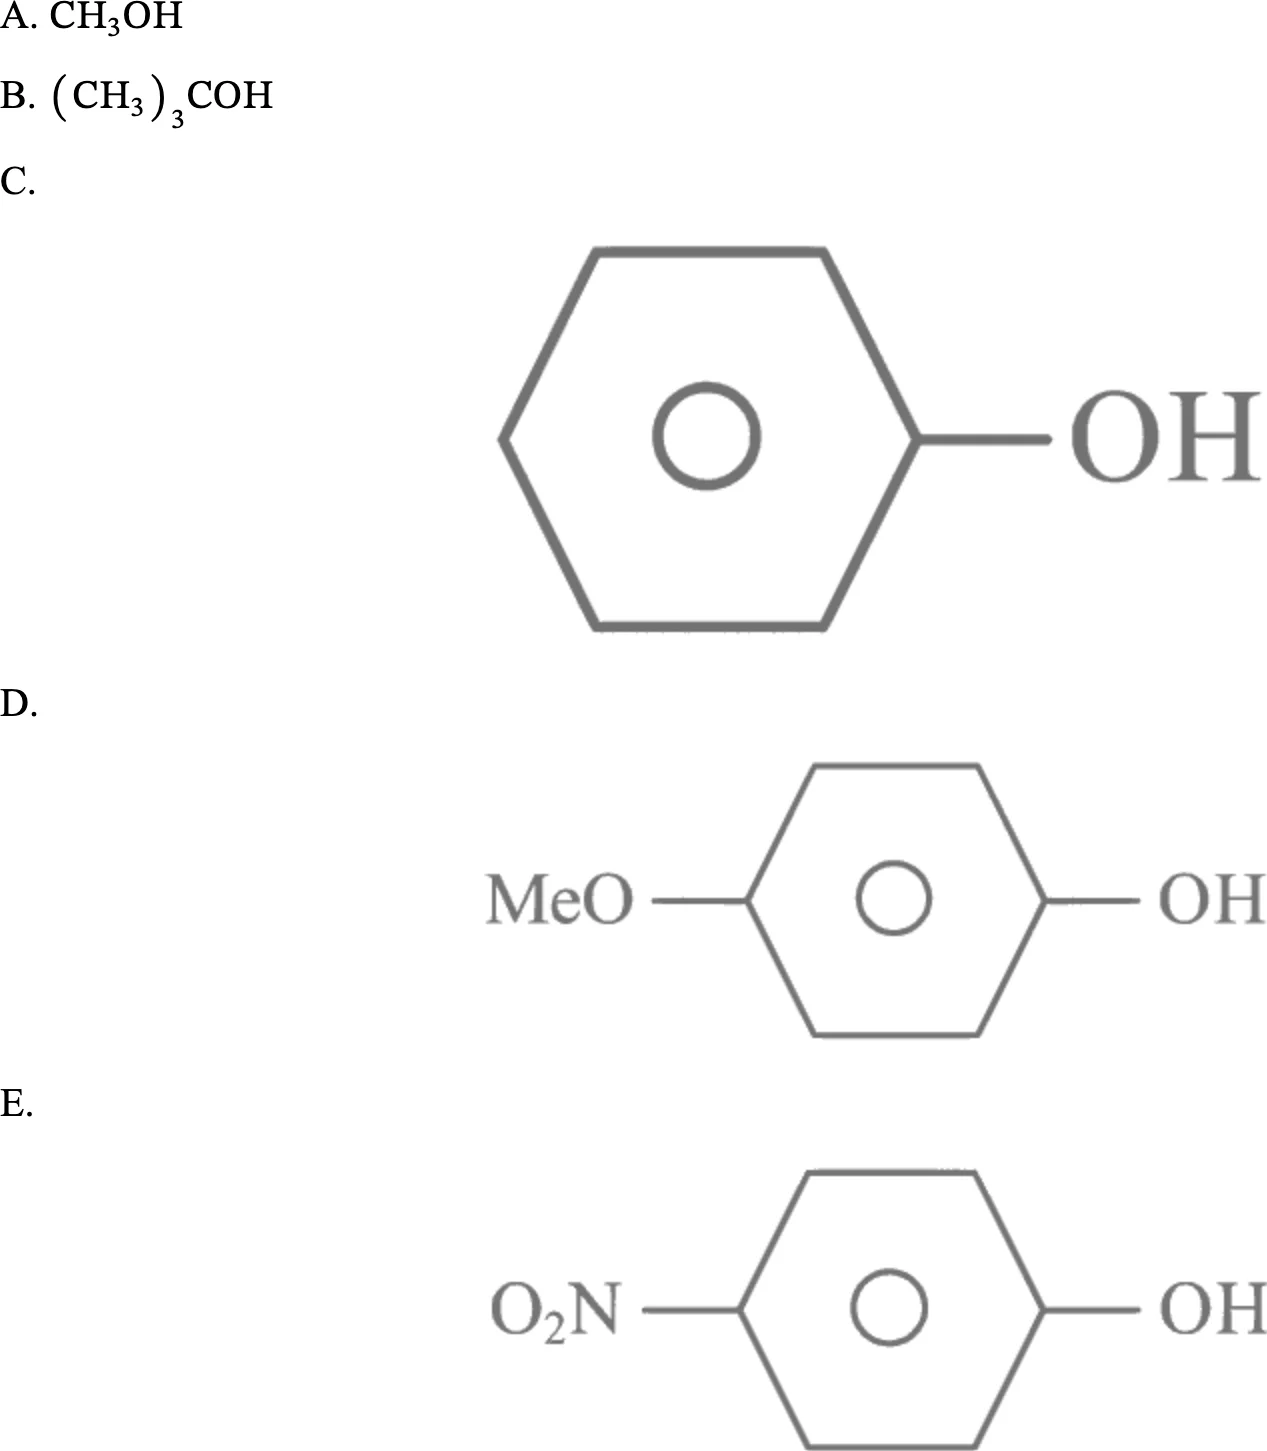 A. CH₃OH
B. (CH₃)₃COH
C.
OH
D.
MeO OH
E.
O₂N OH